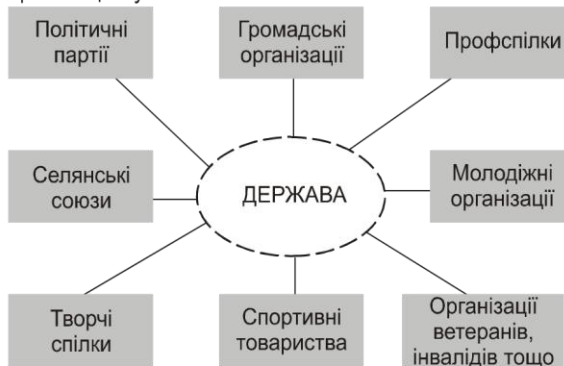 Політичні
партії
Громадські
організації
Профспілки
Селянські
союзи
ДЕРЖАВА
Молодіжні
організації
Творчі
спілки
Спортивні
товариства
Організації
ветеранів,
інвалідів тощо